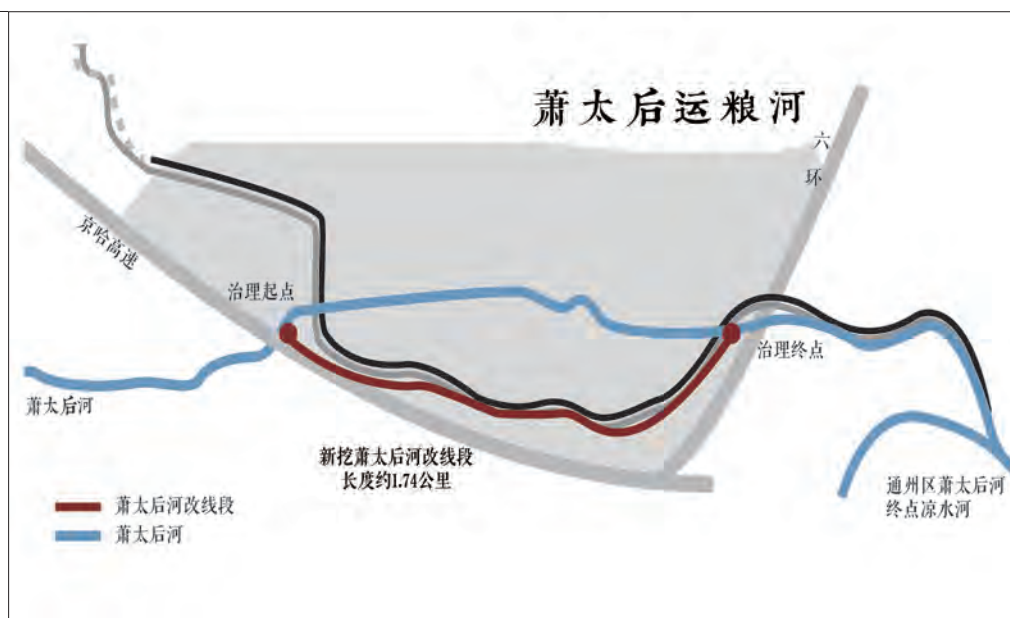 萧太后运粮河
六
环
京哈高速
治理起点
治理终点
萧太后河
新挖萧太后河改线段
长度约1.74公里
通州区萧太后河
终点凉水河
萧太后河改线段
萧太后河